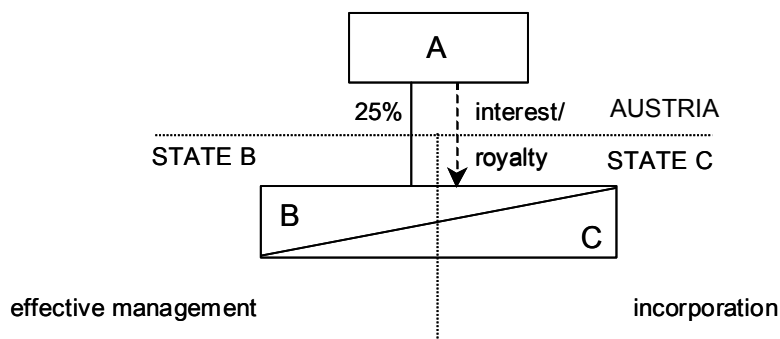 A
25% interest/ AUSTRIA
STATE B royalty STATE C
B
C
effective management incorporation